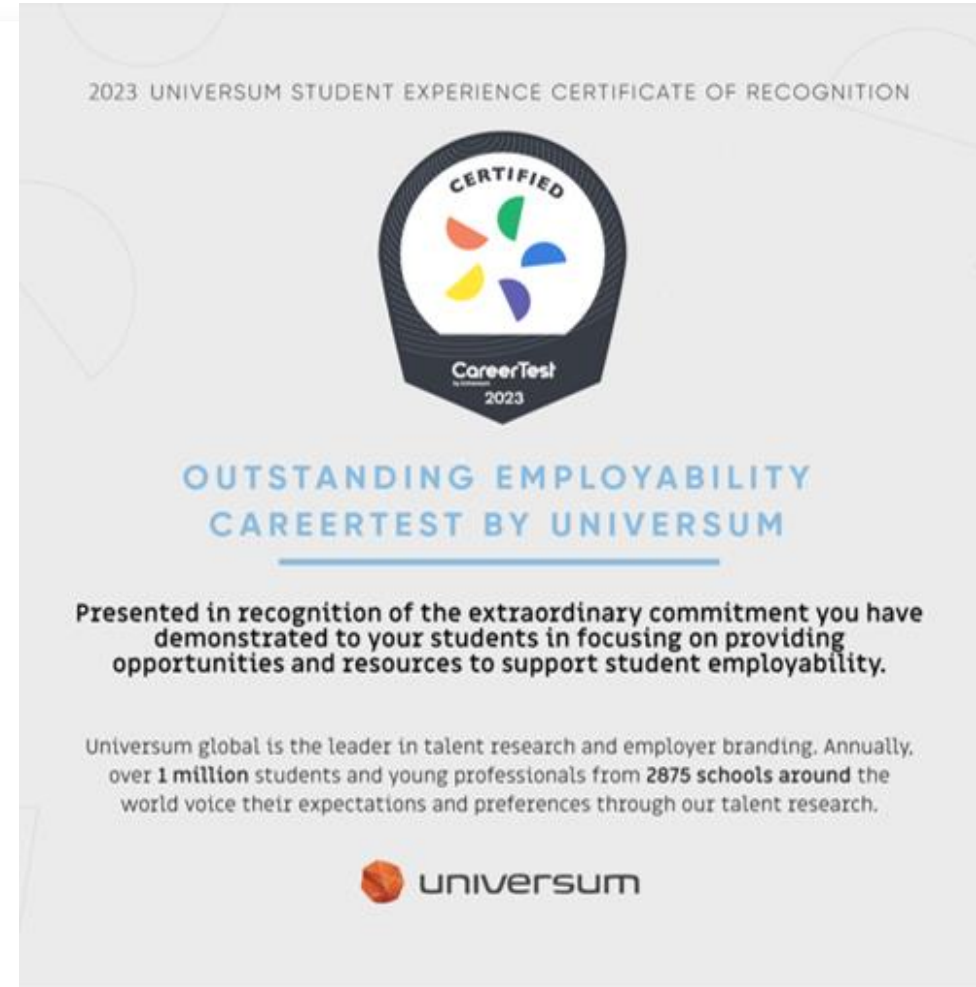 2023 UNIVERSUM STUDENT EXPERIENCE CERTIFICATE OF RECOGNITION
CERTIFIED
CareerTest
by Universum
2023
OUTSTANDING EMPLOYABILITY
CAREERTEST BY UNIVERSUM
Presented in recognition of the extraordinary commitment you have
demonstrated to your students in focusing on providing
opportunities and resources to support student employability.
Universum global is the leader in talent research and employer branding. Annually,
over 1 million students and young professionals from 2875 schools around the
world voice their expectations and preferences through our talent research.
universum